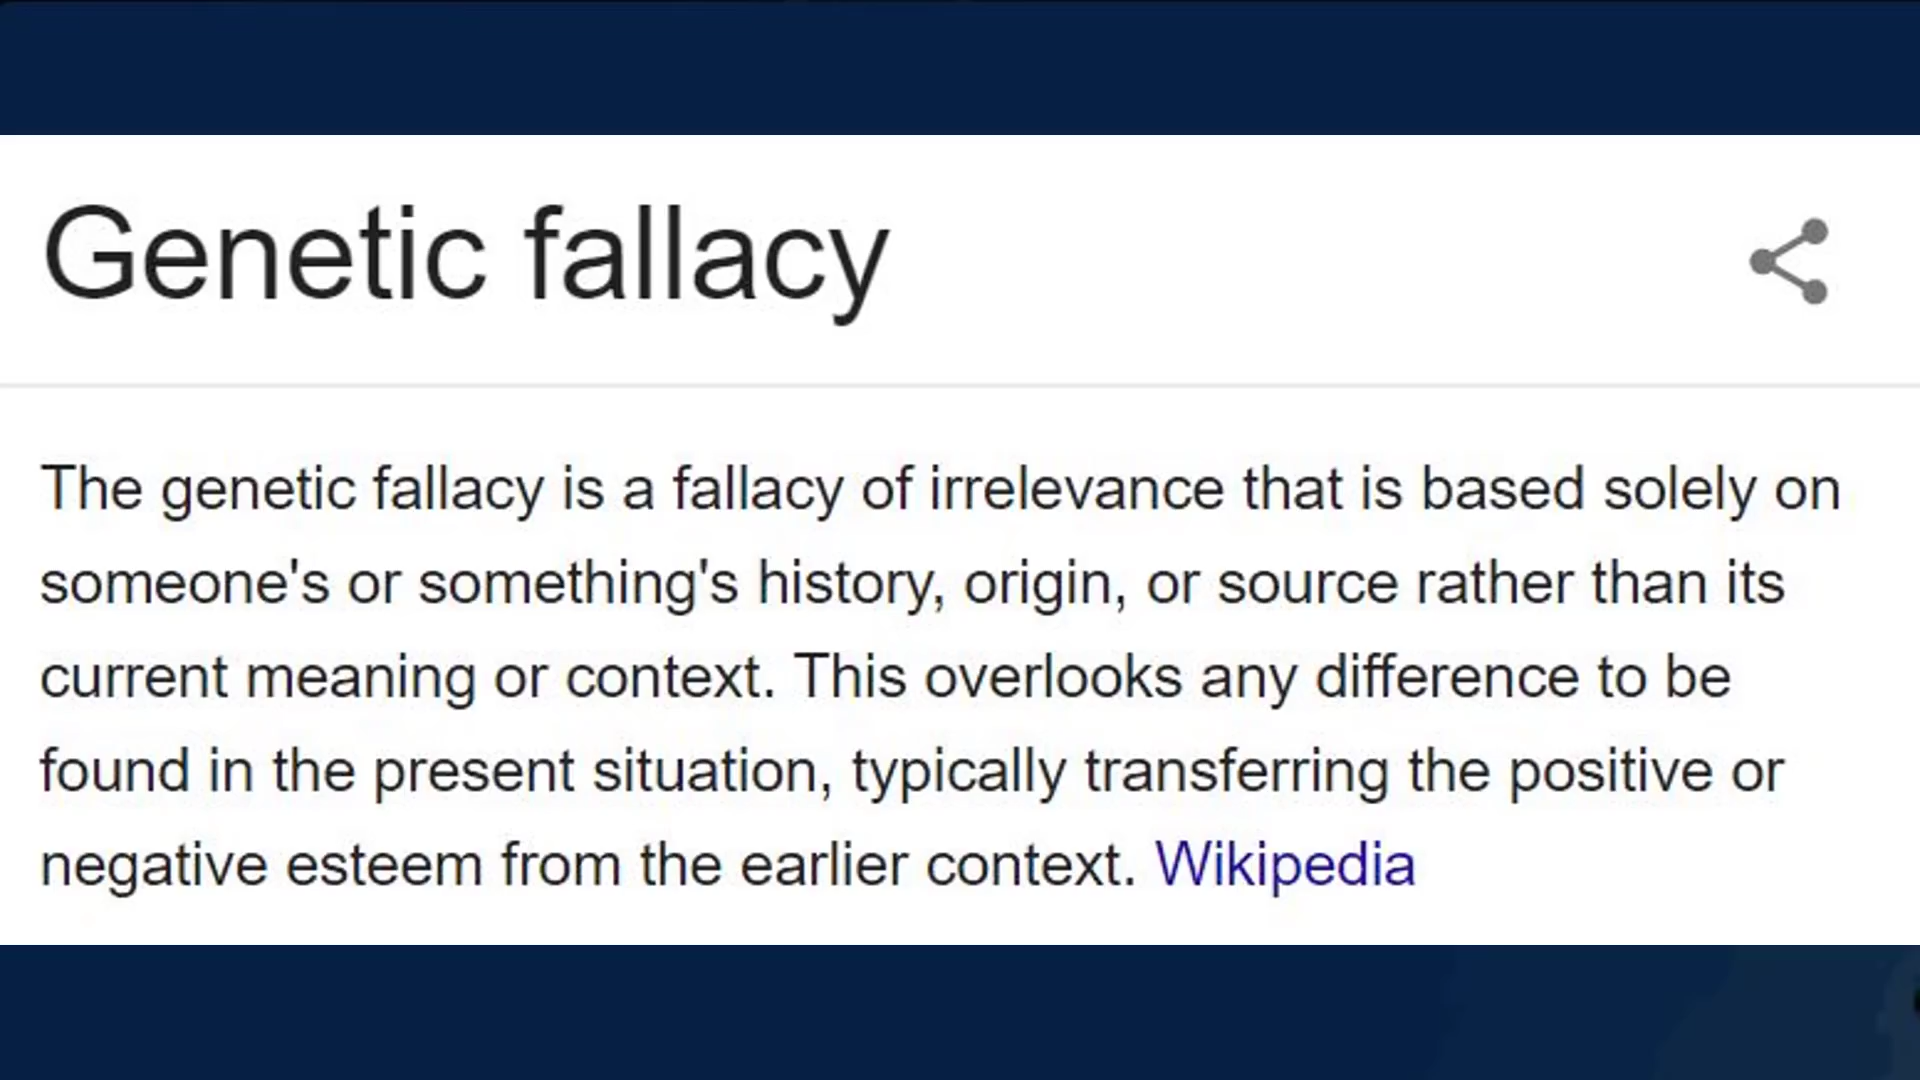 Genetic fallacy
The genetic fallacy is a fallacy of irrelevance that is based solely on
someone's or something's history, origin, or source rather than its
current meaning or context. This overlooks any difference to be
found in the present situation, typically transferring the positive or
negative esteem from the earlier context. Wikipedia